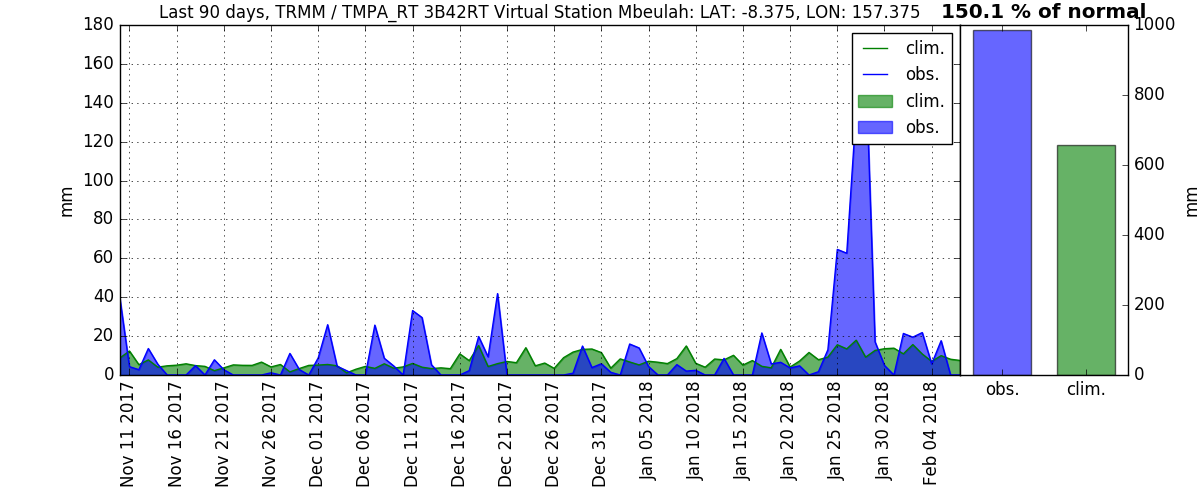 Last 90 days, TRMM / TMPA_RT 3B42RT Virtual Station Mbeulah: LAT: -8.375, LON: 157.375
150.1 % of normal
180
160
140
120
100
80
60
40
20
0
mm
clim.
obs.
clim.
obs.
Nov 11 2017
Nov 16 2017
Nov 21 2017
Nov 26 2017
Dec 01 2017
Dec 06 2017
Dec 11 2017
Dec 16 2017
Dec 21 2017
Dec 26 2017
Dec 31 2017
Jan 05 2018
Jan 10 2018
Jan 15 2018
Jan 20 2018
Jan 25 2018
Jan 30 2018
Feb 04 2018
1000
800
600
400
200
0
mm
obs.
clim.